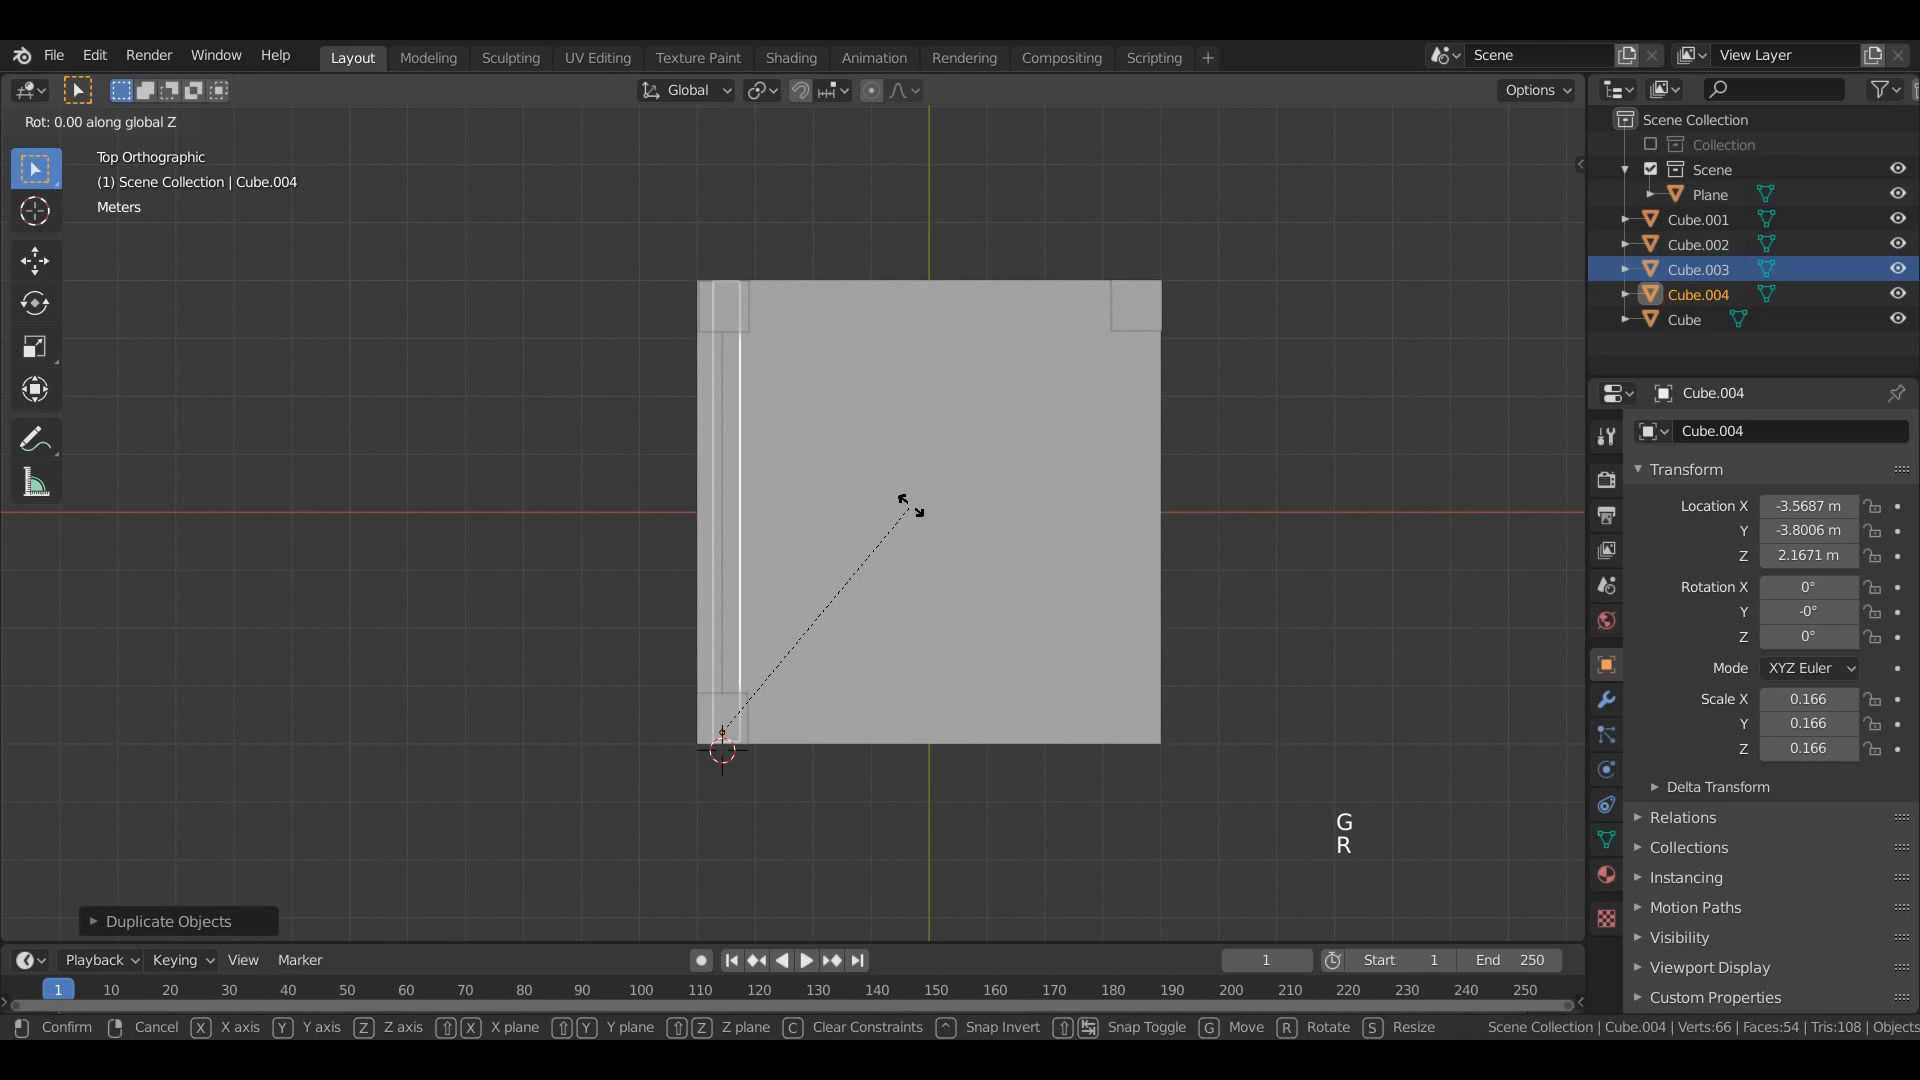 File Edit Render Window Help Layout Modeling Sculpting UV Editing Texture Paint Shading Animation Rendering Compositing Scripting + Scene View Layer
Global Options
Rot: 0.00 along global Z
Top Orthographic
(1) Scene Collection | Cube.004
Meters
Scene Collection
Collection
Scene
Plane
Cube.001
Cube.002
Cube.003
Cube.004
Cube
Cube.004
Cube.004
Transform
Location X -3.5687 m
Y -3.8006 m
Z 2.1671 m
Rotation X 0°
Y -0°
Z 0°
Mode XYZ Euler
Scale X 0.166
Y 0.166
Z 0.166
Delta Transform
Relations
Collections
Instancing
Motion Paths
Visibility
Viewport Display
Custom Properties
G
R
Duplicate Objects
Playback Keying View Marker 1 Start 1 End 250
1 10 20 30 40 50 60 70 80 90 100 110 120 130 140 150 160 170 180 190 200 210 220 230 240 250
Confirm Cancel X X axis Y Y axis Z Z axis X X plane Y Y plane Z Z plane C Clear Constraints ^ Snap Invert Snap Toggle G Move R Rotate S Resize Scene Collection | Cube.004 | Verts:66 | Faces:54 | Tris:108 | Objects